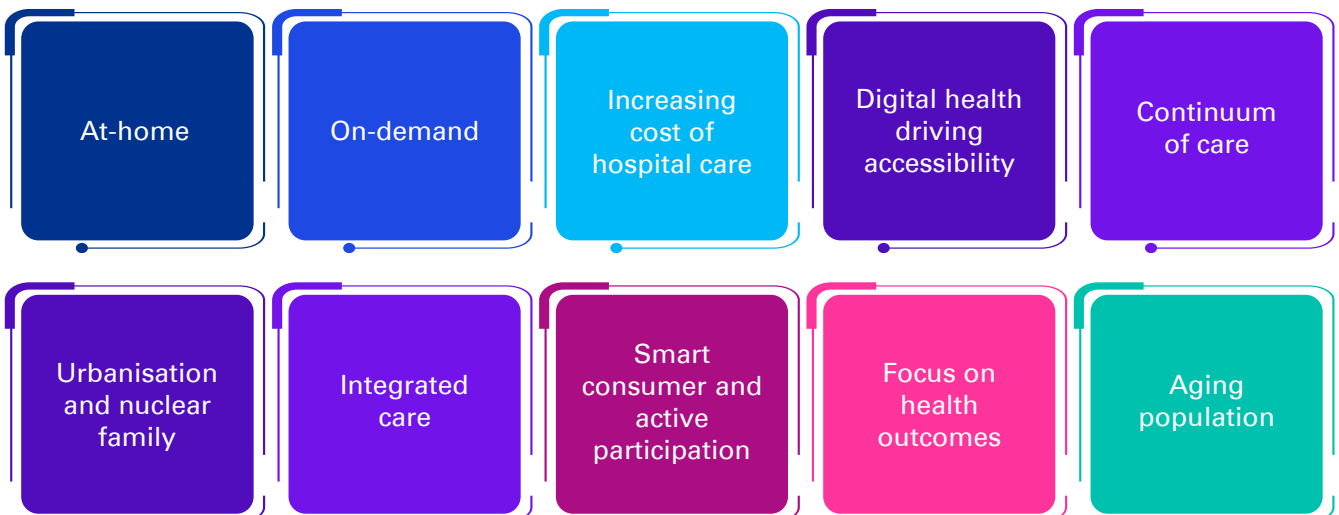 At-home
On-demand
Increasing
cost of
hospital care
Digital health
driving
accessibility
Continuum
of care
Urbanisation
and nuclear
family
Integrated
care
Smart
consumer and
active
participation
Focus on
health
outcomes
Aging
population